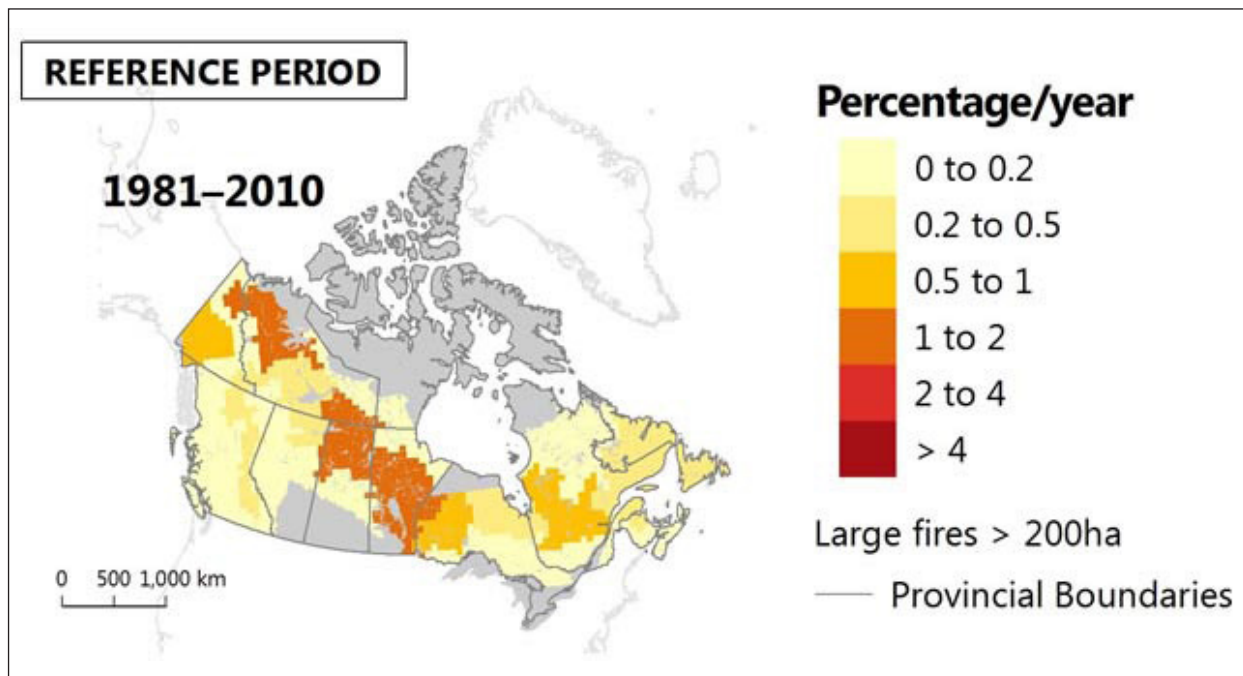 REFERENCE PERIOD
1981–2010
0 500 1,000 km
Percentage/year
0 to 0.2
0.2 to 0.5
0.5 to 1
1 to 2
2 to 4
> 4
Large fires > 200ha
Provincial Boundaries